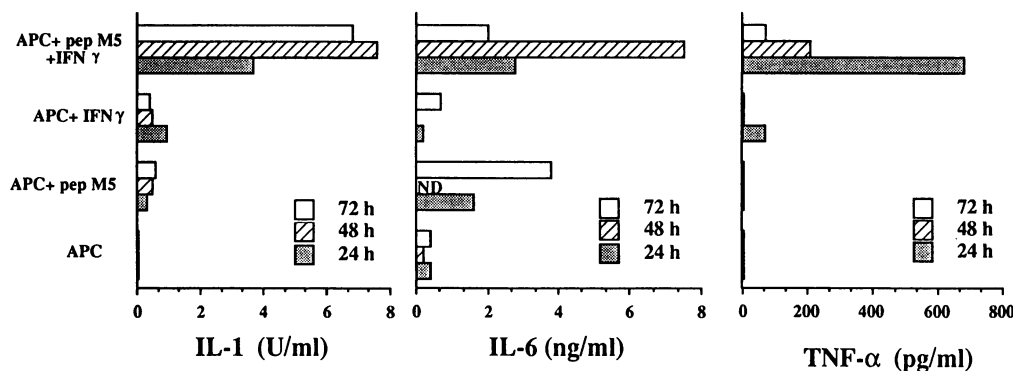 APC+ pep M5
+IFN γ
APC+ IFN γ
APC+ pep M5
APC
72 h
48 h
24 h
0 2 4 6 8
IL-1 (U/ml)
ND
72 h
48 h
24 h
0 2 4 6 8
IL-6 (ng/ml)
72 h
48 h
24 h
0 200 400 600 800
TNF-α (pg/ml)